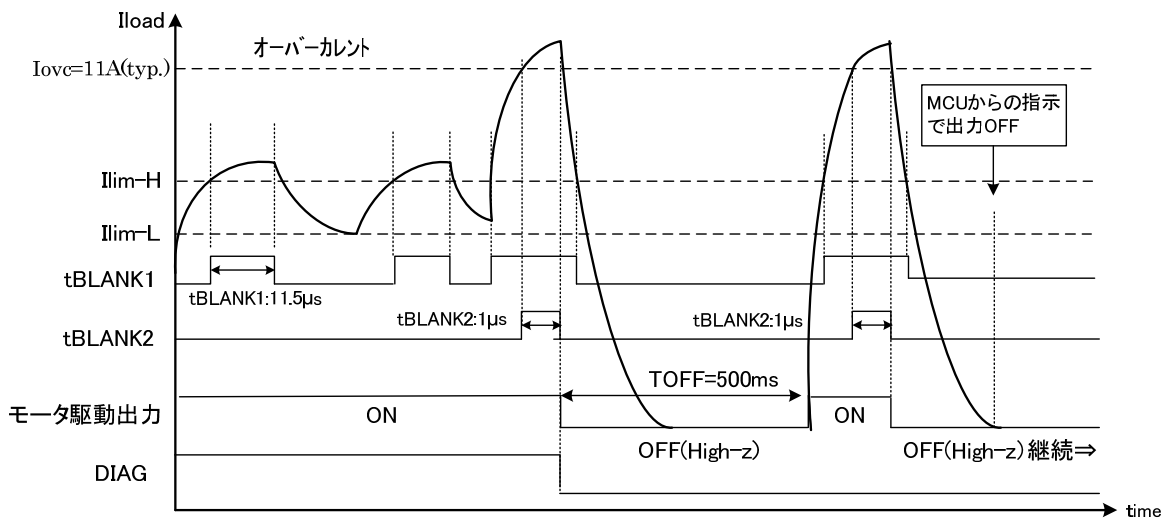 Iload
オーバーカレント
Iovc=11A(typ.)
MCUからの指示
で出力OFF
Ilim-H
Ilim-L
tBLANK1
tBLANK1:11.5μs
tBLANK2:1μs
tBLANK2:1μs
tBLANK2
TOFF=500ms
モータ駆動出力
ON
ON
OFF(High-z)
OFF(High-z)継続⇒
DIAG
time